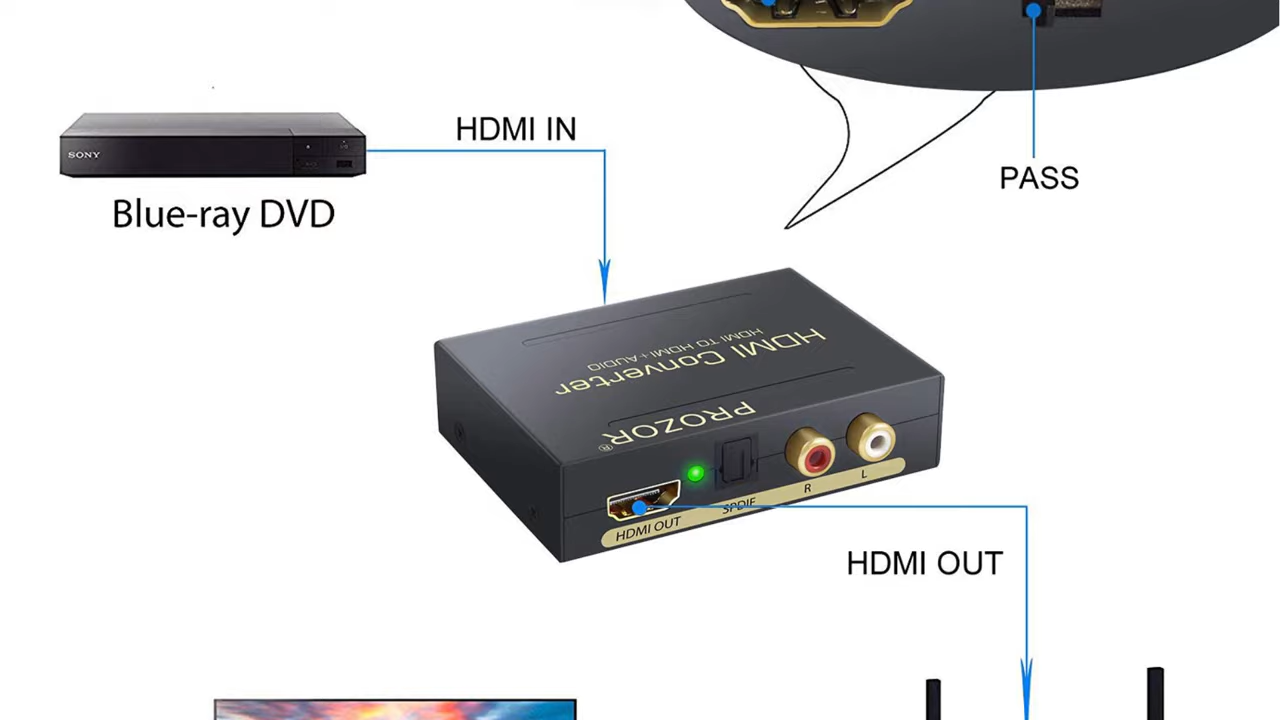 HDMI IN
SONY
PASS
Blue-ray DVD
HDMI Converter
HDMI TO HDMI+AUDIO
PROZOR®
R
L
SPDIF
HDMI OUT
HDMI OUT